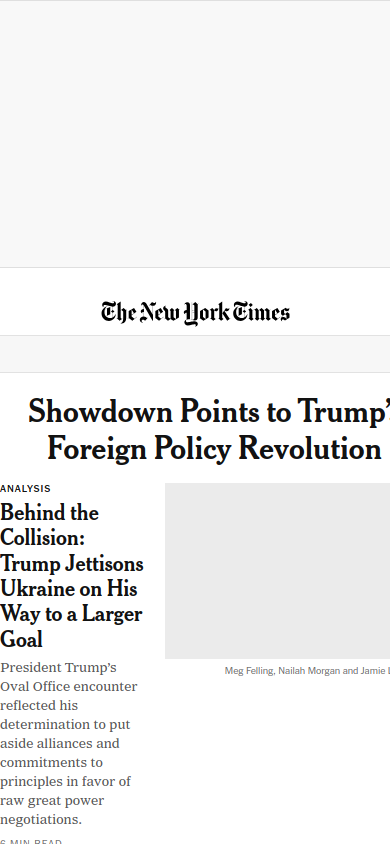 The New York Times
Showdown Points to Trump’s
Foreign Policy Revolution
ANALYSIS
Behind the
Collision:
Trump Jettisons
Ukraine on His
Way to a Larger
Goal
President Trump’s
Oval Office encounter
reflected his
determination to put
aside alliances and
commitments to
principles in favor of
raw great power
negotiations.
6 MIN READ
Meg Felling, Nailah Morgan and Jamie